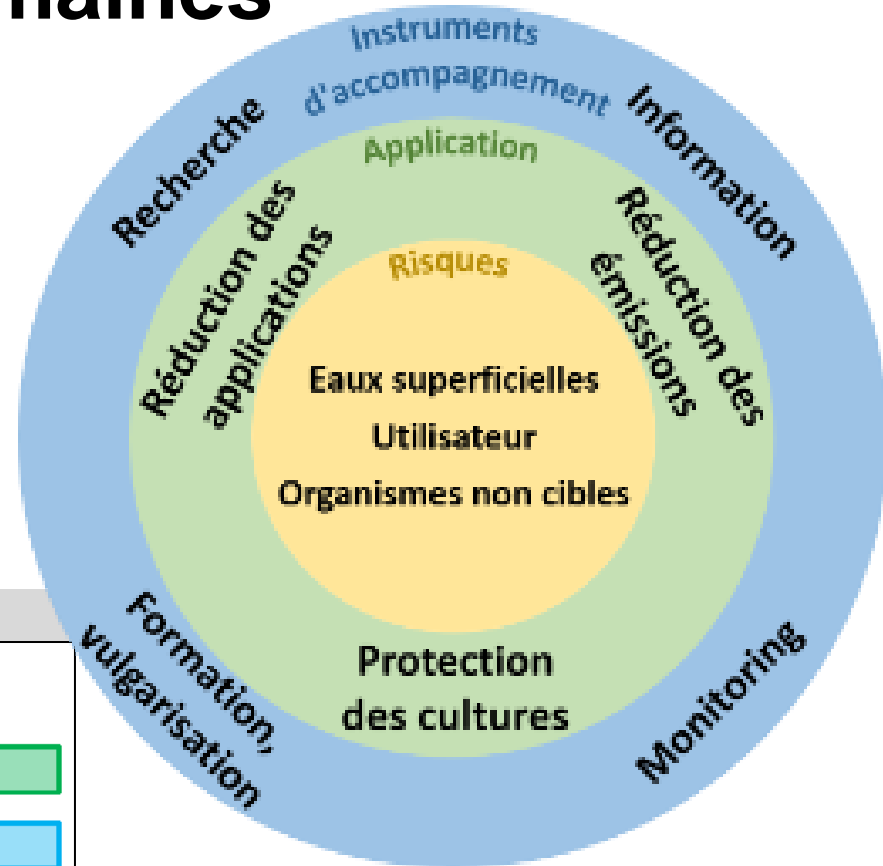 Instruments
d'accompagnement
Recherche
Information
Application
Réduction des
applications
Réduction des
émissions
Risques
Eaux superficielles
Utilisateur
Organismes non cibles
Protection
des cultures
Formation,
vulgarisation
Monitoring